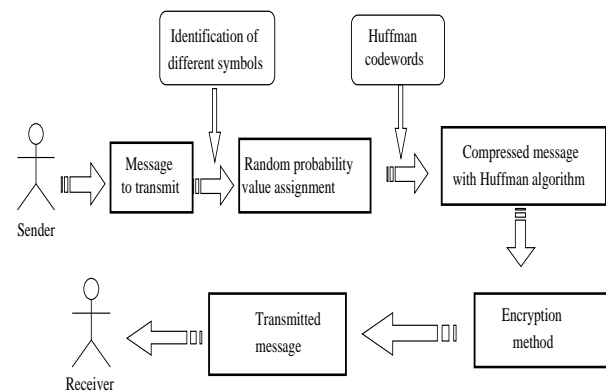 Identification of
different symbols
Huffman
codewords
Sender
Message
to transmit
Random probability
value assignment
Compressed message
with Huffman algorithm
Receiver
Transmitted
message
Encryption
method